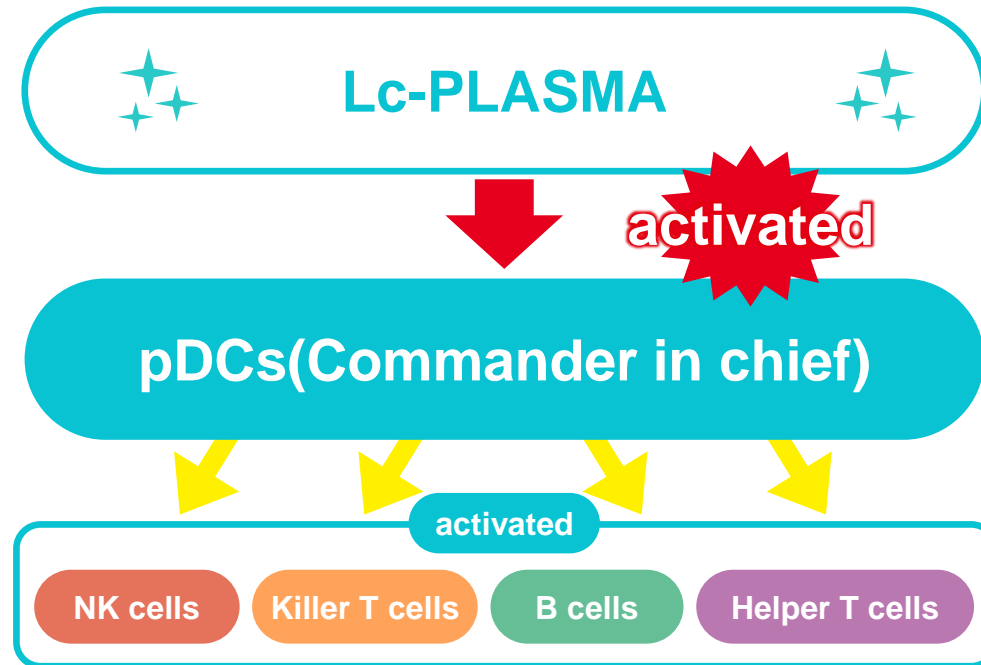 Lc-PLASMA
activated
pDCs(Commander in chief)
activated
NK cells
Killer T cells
B cells
Helper T cells